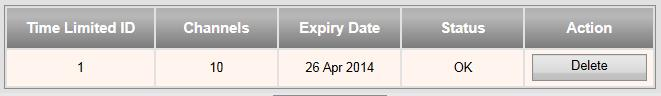 Time Limited ID Channels Expiry Date Status Action
1 10 26 Apr 2014 OK Delete